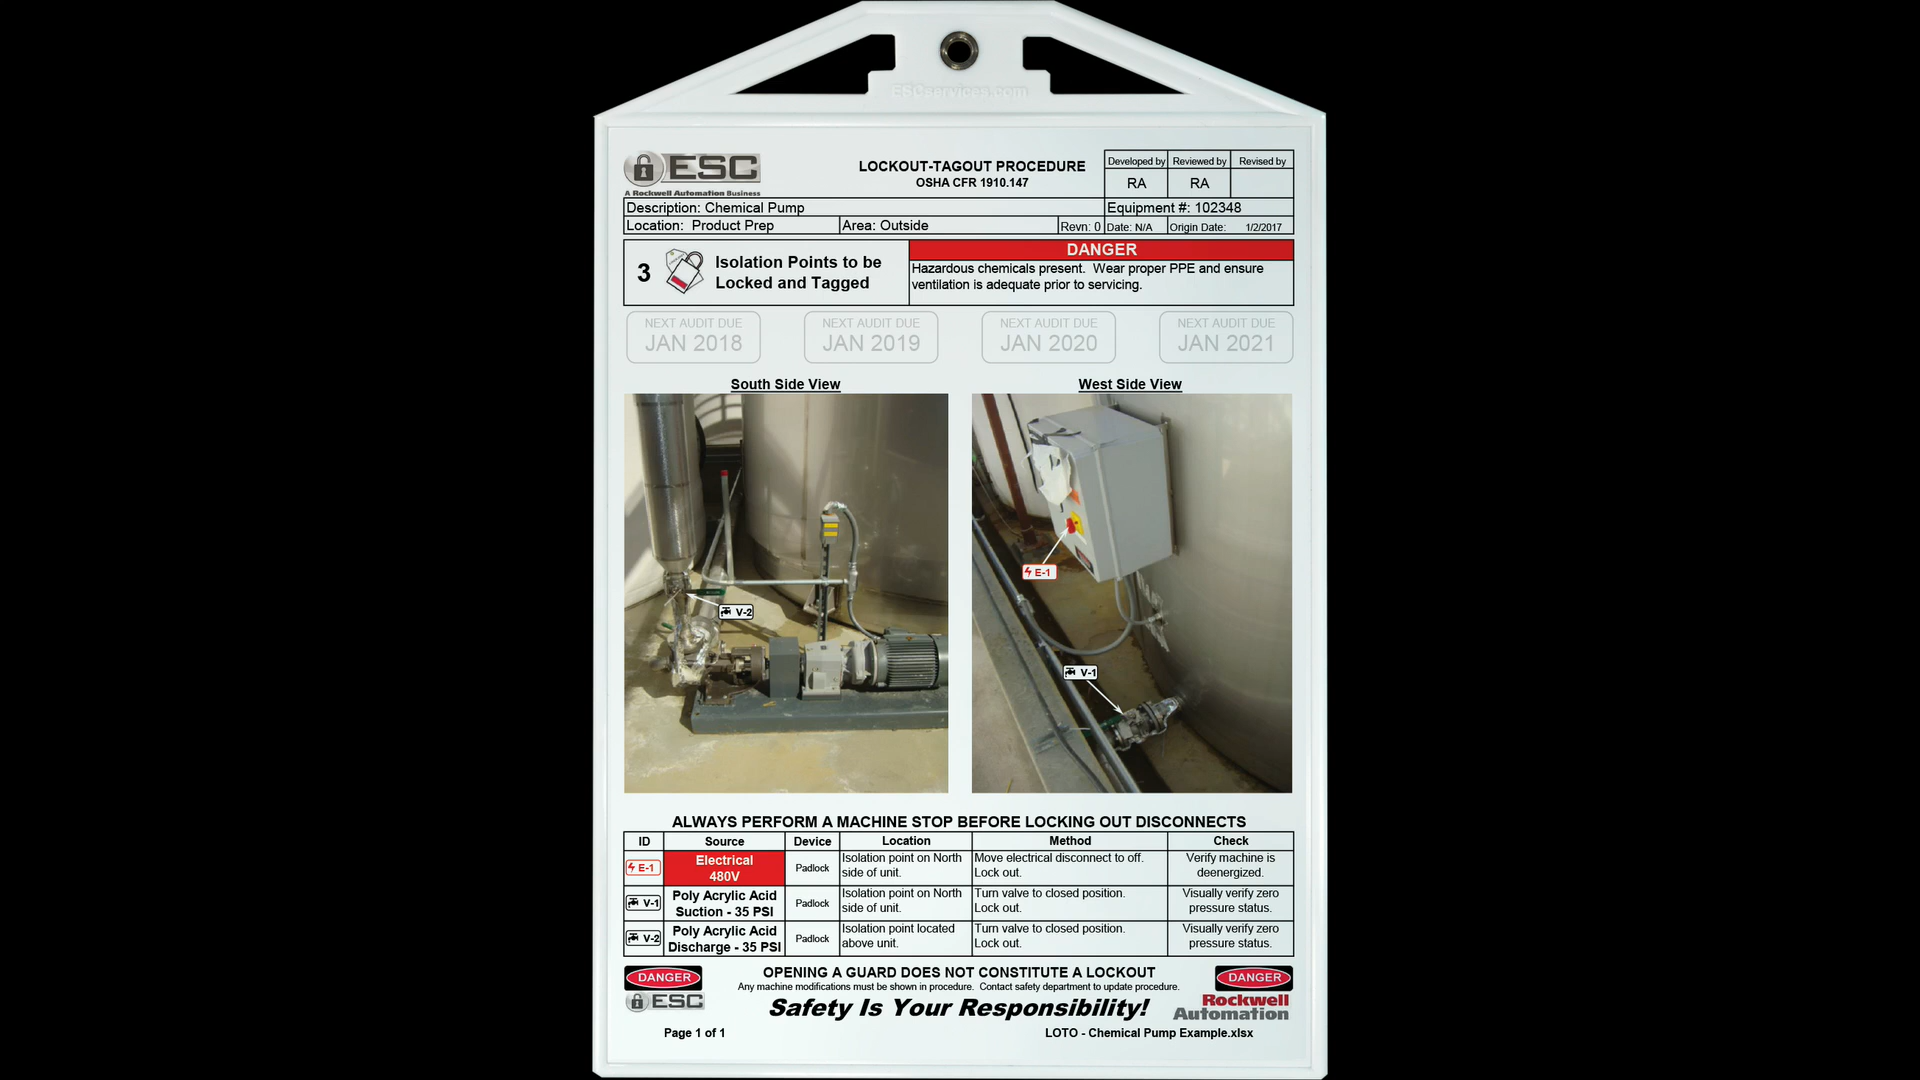 ESCservices.com
ESC
A Rockwell Automation Business
LOCKOUT-TAGOUT PROCEDURE
OSHA CFR 1910.147
Developed by Reviewed by Revised by
RA RA
Description: Chemical Pump Equipment #: 102348
Location: Product Prep Area: Outside Revn: 0 Date: N/A Origin Date: 1/2/2017
3
Isolation Points to be
Locked and Tagged
DANGER
Hazardous chemicals present. Wear proper PPE and ensure
ventilation is adequate prior to servicing.
NEXT AUDIT DUE
JAN 2018
NEXT AUDIT DUE
JAN 2019
NEXT AUDIT DUE
JAN 2020
NEXT AUDIT DUE
JAN 2021
South Side View
West Side View
V-2
E-1
V-1
ALWAYS PERFORM A MACHINE STOP BEFORE LOCKING OUT DISCONNECTS
ID Source Device Location Method Check
E-1
Electrical
480V
Padlock
Isolation point on North
side of unit.
Move electrical disconnect to off.
Lock out.
Verify machine is
deenergized.
V-1
Poly Acrylic Acid
Suction - 35 PSI
Padlock
Isolation point on North
side of unit.
Turn valve to closed position.
Lock out.
Visually verify zero
pressure status.
V-2
Poly Acrylic Acid
Discharge - 35 PSI
Padlock
Isolation point located
above unit.
Turn valve to closed position.
Lock out.
Visually verify zero
pressure status.
DANGER
ESC
OPENING A GUARD DOES NOT CONSTITUTE A LOCKOUT
Any machine modifications must be shown in procedure. Contact safety department to update procedure.
Safety Is Your Responsibility!
DANGER
Rockwell
Automation
Page 1 of 1
LOTO - Chemical Pump Example.xlsx